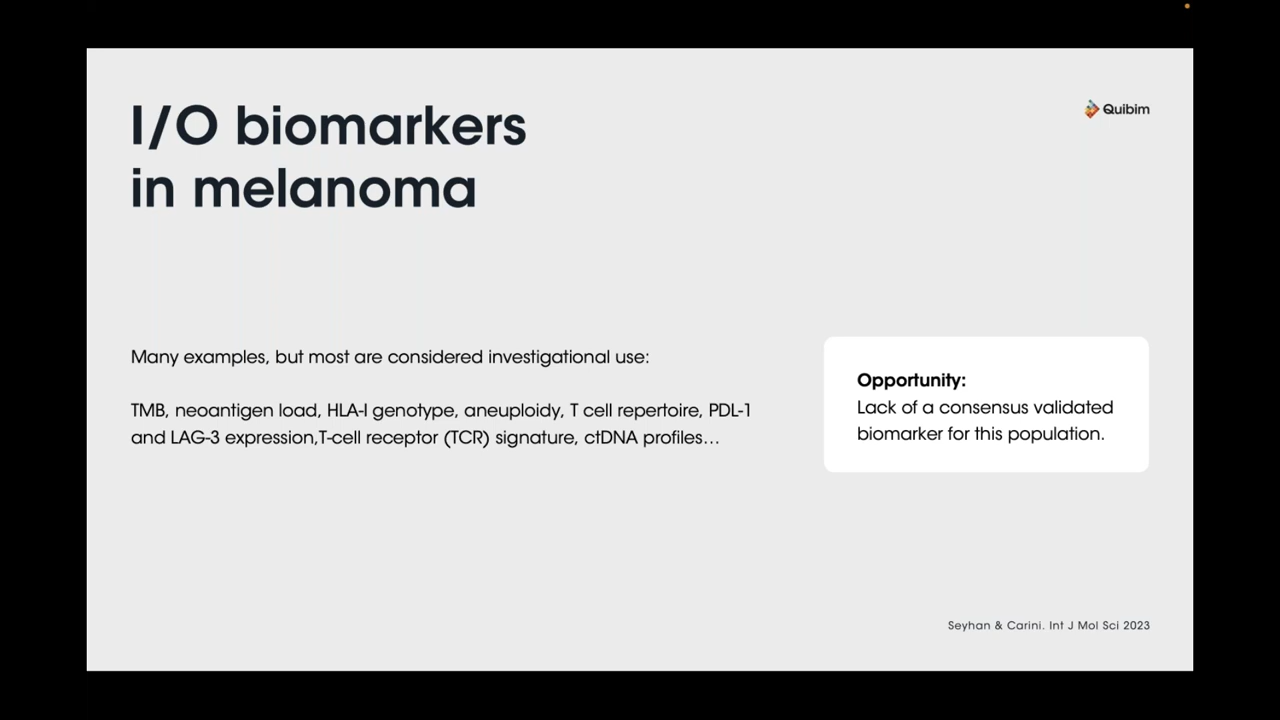 I/O biomarkers
in melanoma
Quibim
Many examples, but most are considered investigational use:
TMB, neoantigen load, HLA-I genotype, aneuploidy, T cell repertoire, PDL-1
and LAG-3 expression,T-cell receptor (TCR) signature, ctDNA profiles...
Opportunity:
Lack of a consensus validated
biomarker for this population.
Seyhan & Carini. Int J Mol Sci 2023